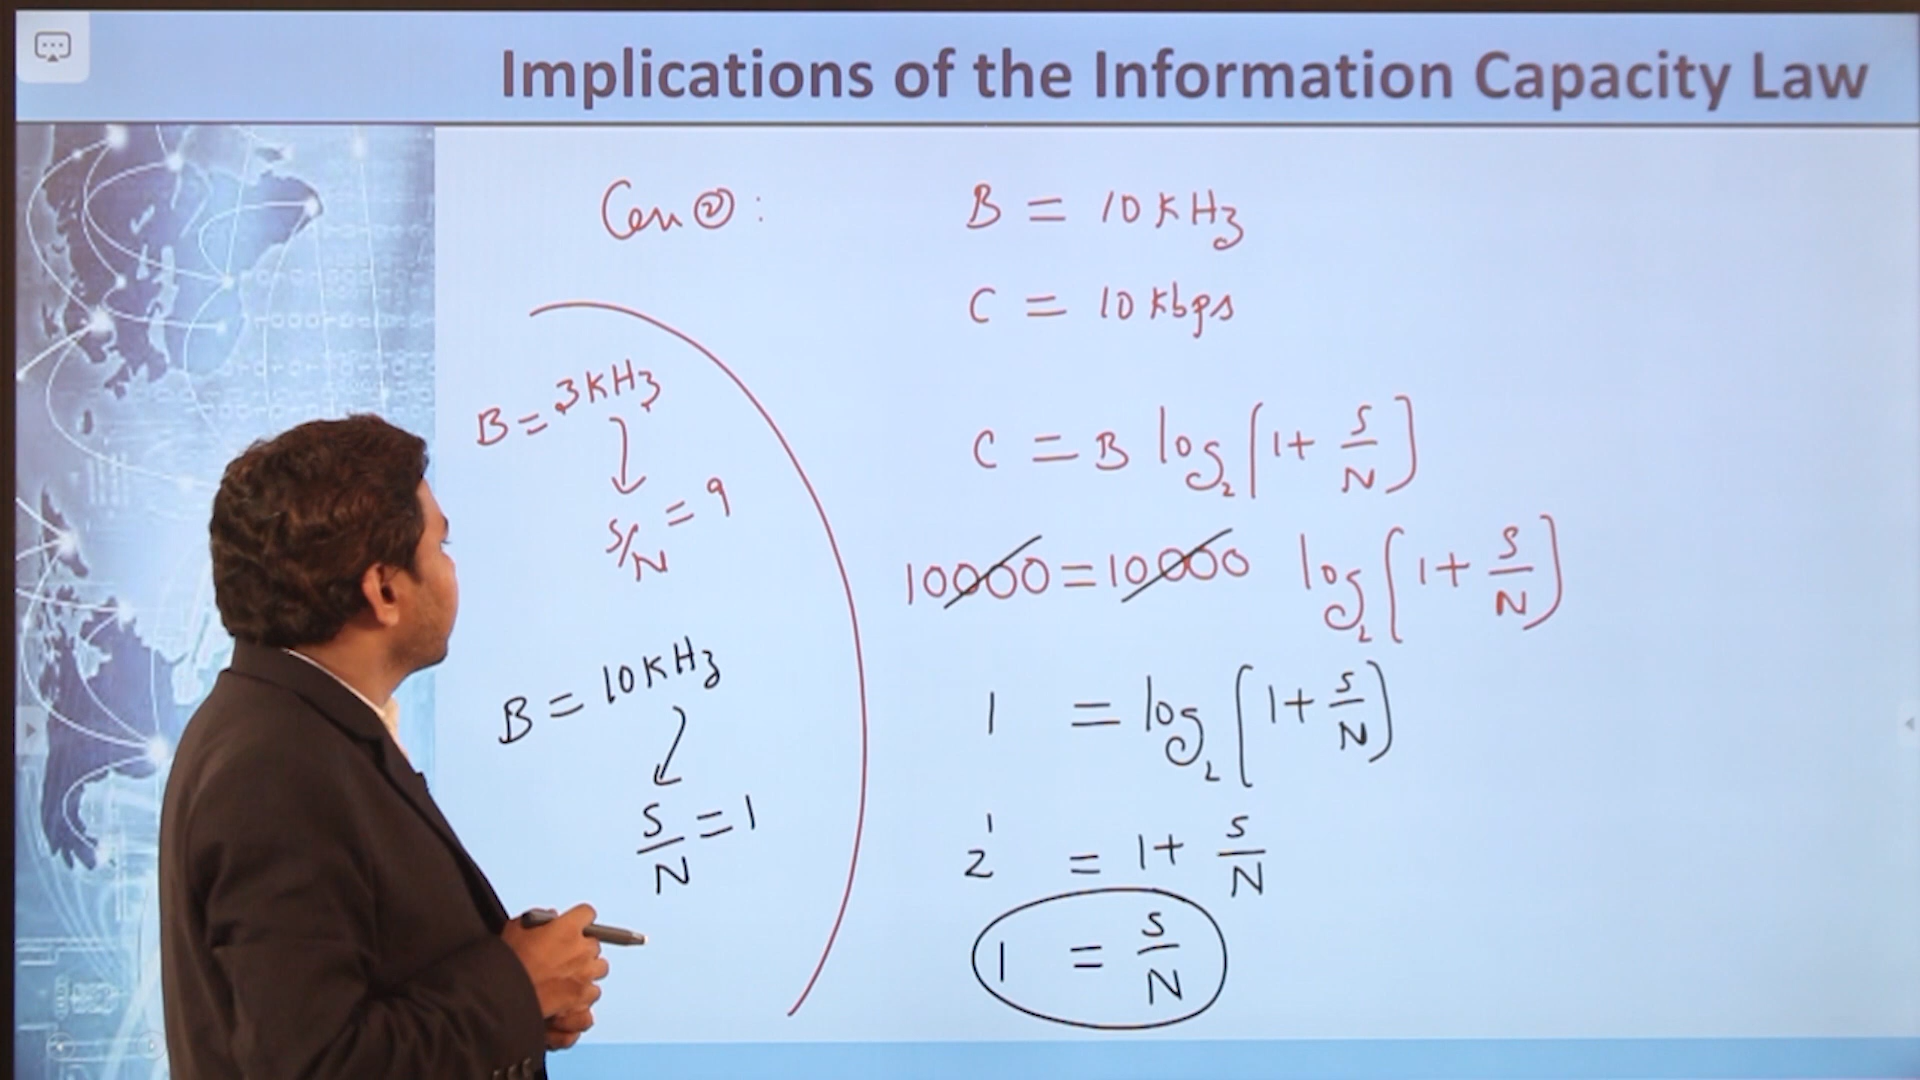 Implications of the Information Capacity Law
Case ② :
B = 10 KHz
C = 10 Kbps
B = 3 KHz
S/N = 9
B = 10 KHz
S/N = 1
C = B log₂ [1 + S/N]
10000 = 10000 log₂ [1 + S/N]
1 = log₂ [1 + S/N]
2¹ = 1 + S/N
1 = S/N